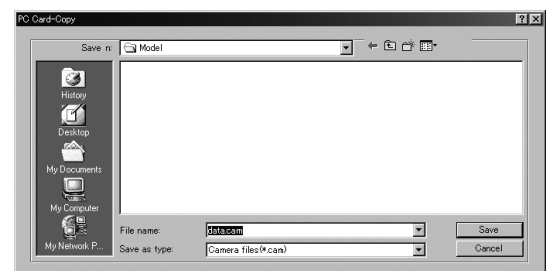 PC Card-Copy
Save n:
Model
History
Desktop
My Documents
My Computer
My Network P...
File name:
data.cam
Save
Save as type:
Camera files(*.cam)
Cancel